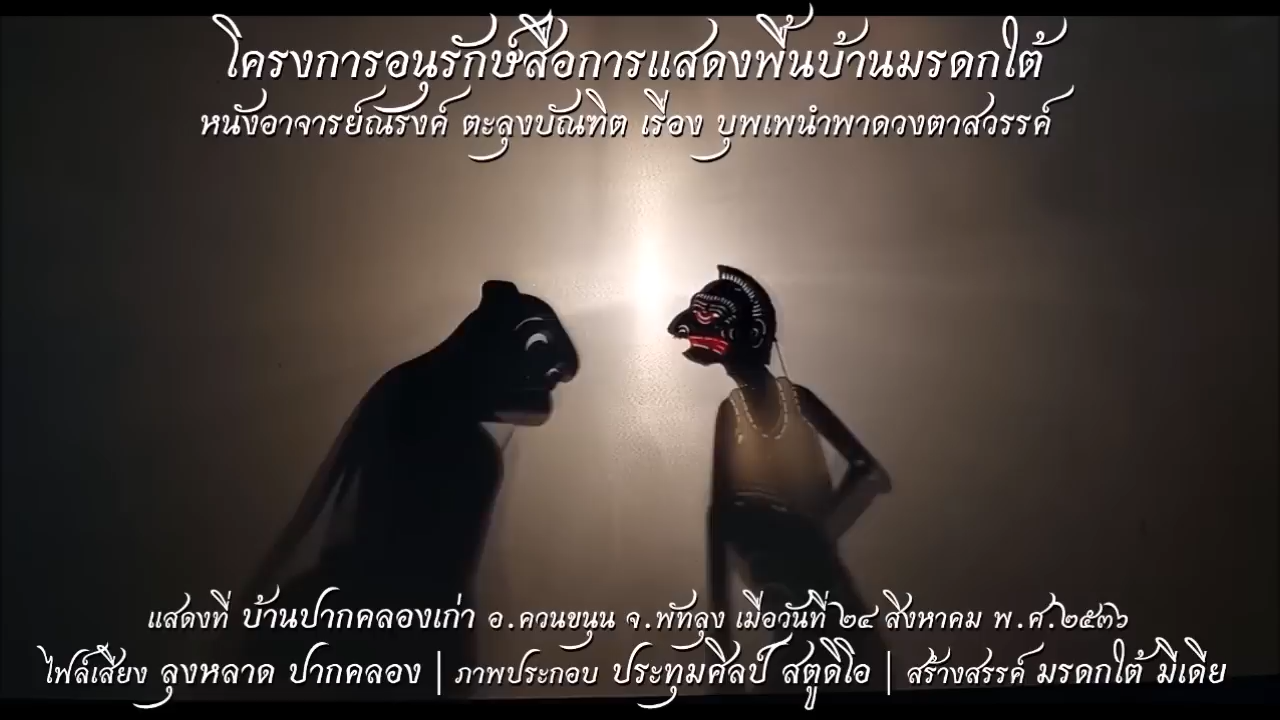 โครงการอนุรักษ์สื่อการแสดงพื้นบ้านมรดกใต้
หนังอาจารย์ณรงค์ ตะลุงบัณฑิต เรื่อง บุพเพนำพาดวงตาสวรรค์
แสดงที่ บ้านปากคลองเก่า อ.ควนขนุน จ.พัทลุง เมื่อวันที่ ๒๔ สิงหาคม พ.ศ.๒๕๓๖
ไฟล์เสียง ลุงหลาด ปากคลอง | ภาพประกอบ ประทุมศิลป์ สตูดิโอ | สร้างสรรค์ มรดกใต้ มีเดีย